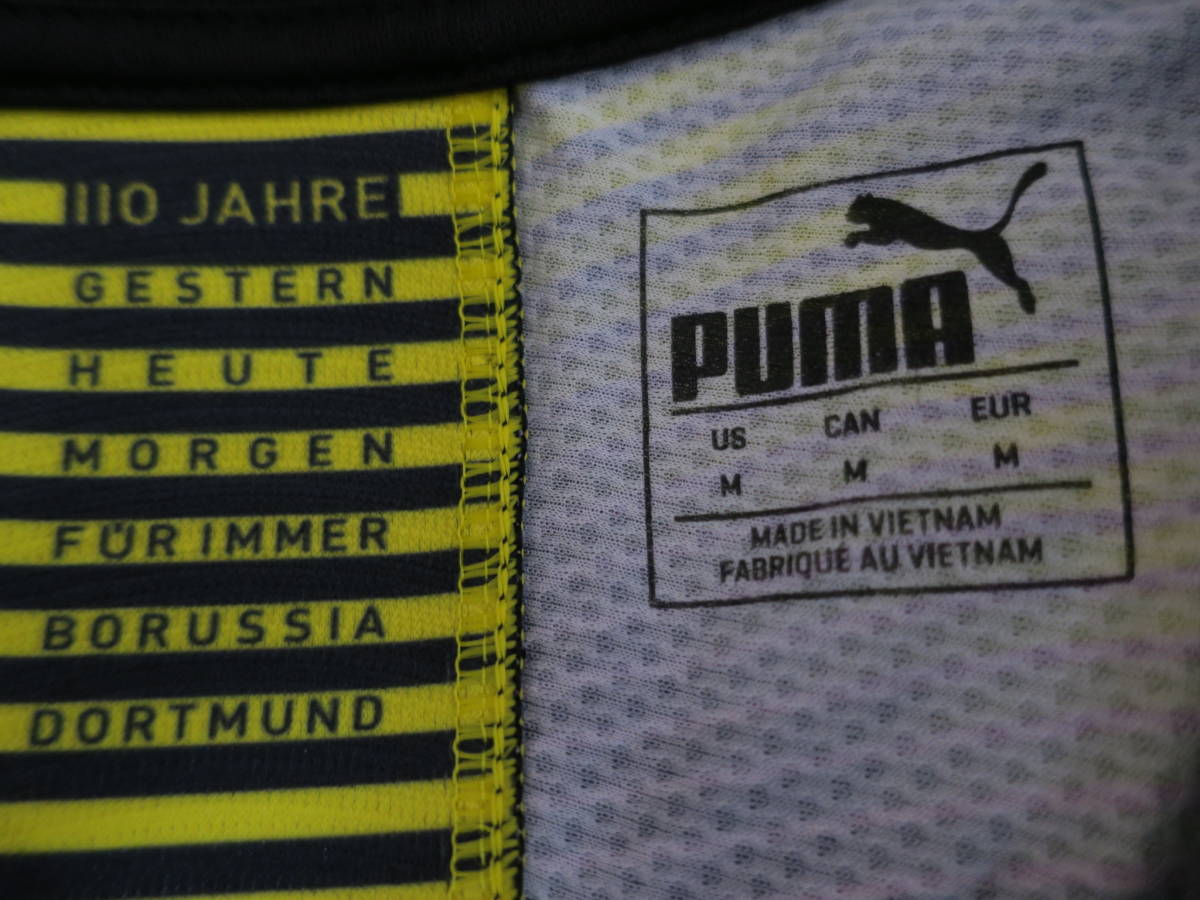 110 JAHRE
GESTERN
HEUTE
MORGEN
FÜR IMMER
BORUSSIA
DORTMUND
PUMA
US CAN EUR
M M M
MADE IN VIETNAM
FABRIQUÉ AU VIETNAM